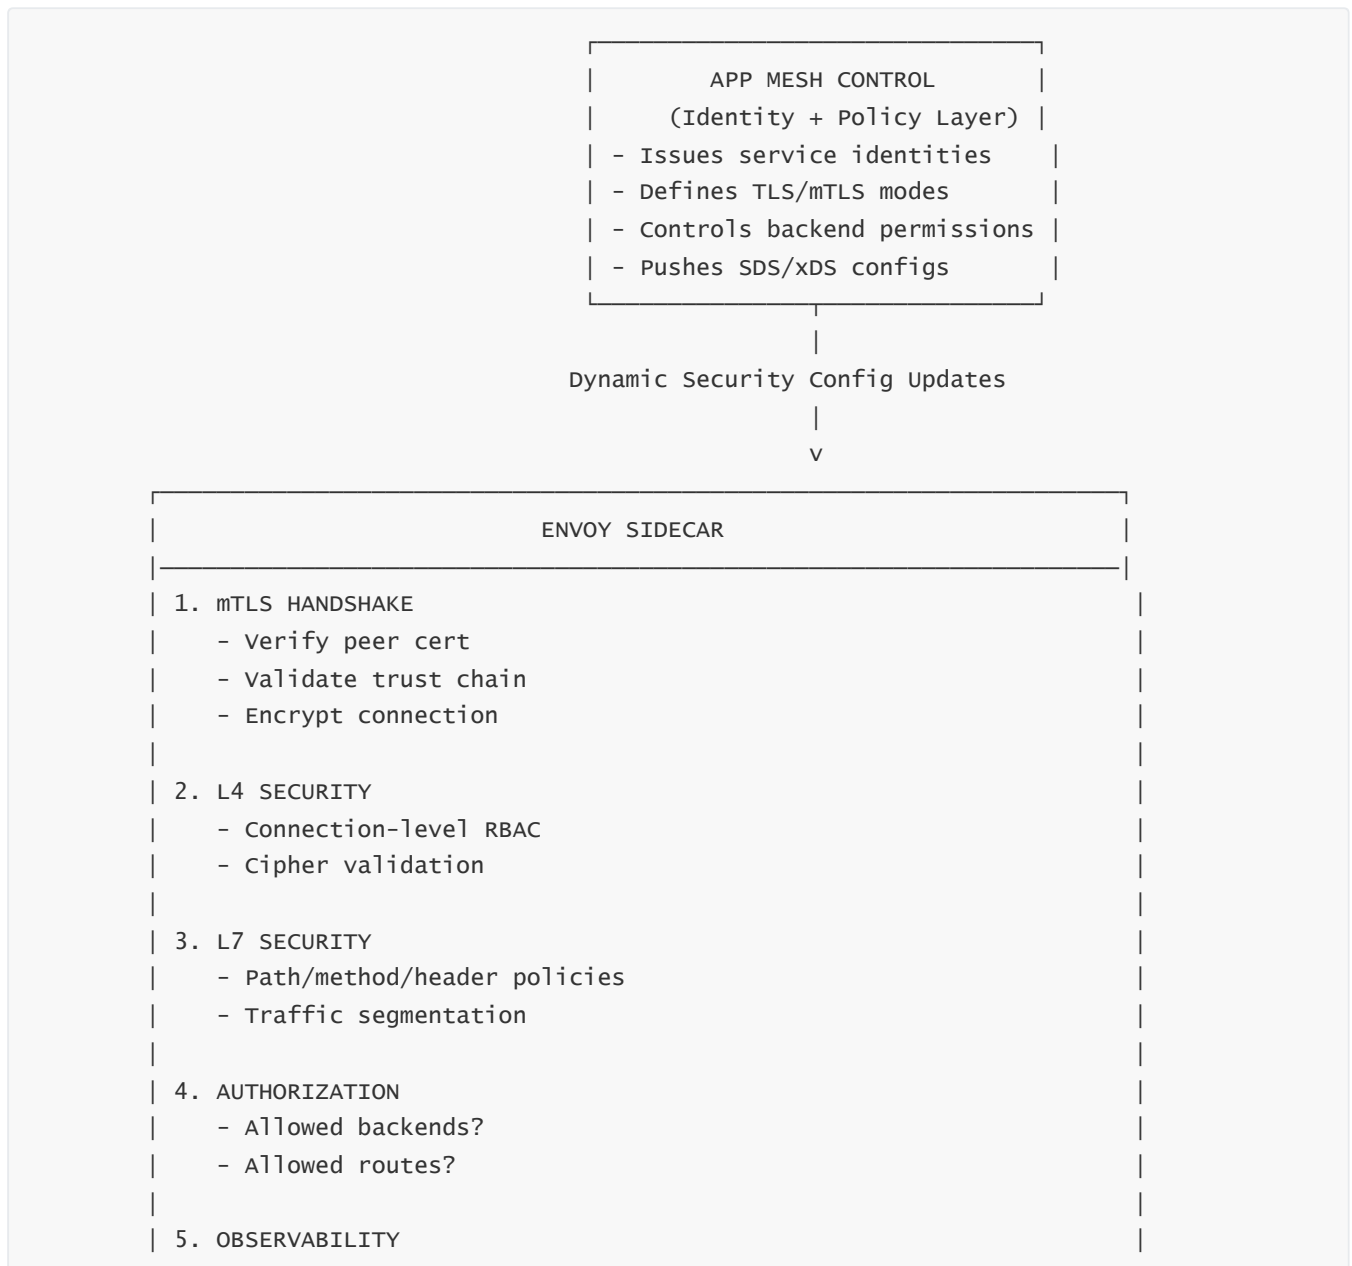 APP MESH CONTROL
(Identity + Policy Layer)
- Issues service identities
- Defines TLS/mTLS modes
- Controls backend permissions
- Pushes SDS/xDS configs
Dynamic Security Config Updates
v
ENVOY SIDECAR
1. mTLS HANDSHAKE
- Verify peer cert
- Validate trust chain
- Encrypt connection
2. L4 SECURITY
- Connection-level RBAC
- Cipher validation
3. L7 SECURITY
- Path/method/header policies
- Traffic segmentation
4. AUTHORIZATION
- Allowed backends?
- Allowed routes?
5. OBSERVABILITY